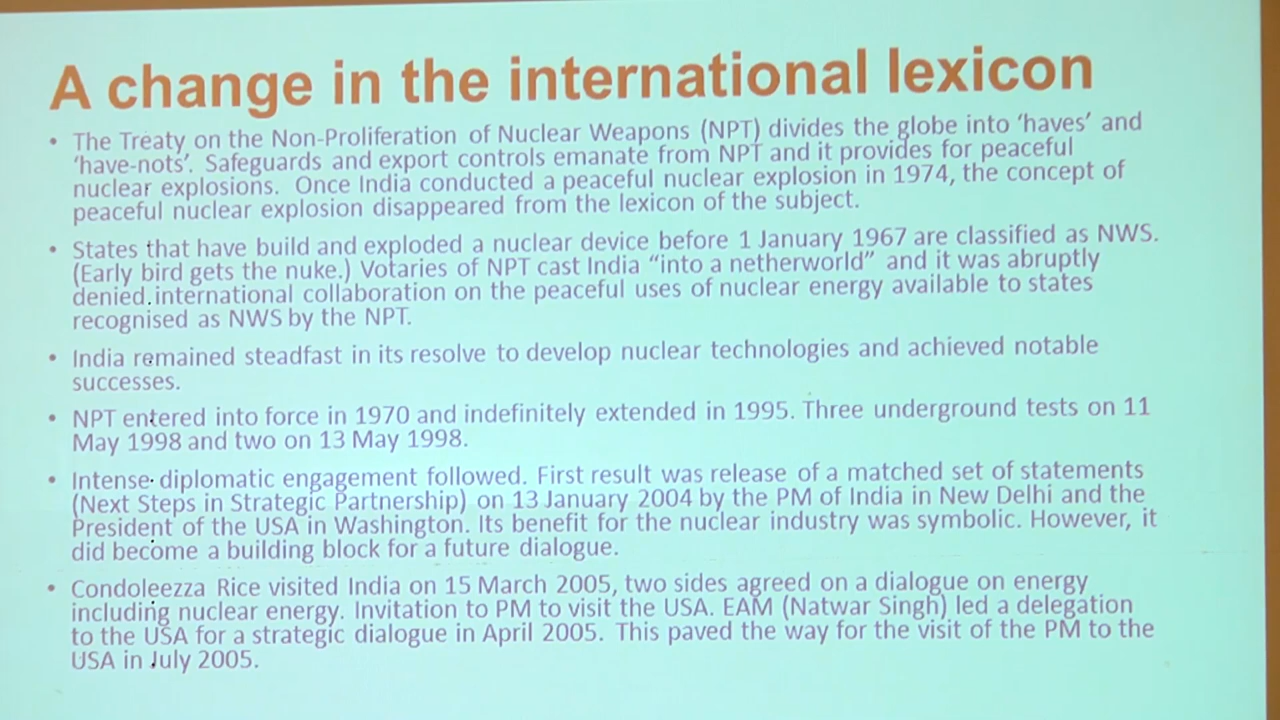 A change in the international lexicon
• The Treaty on the Non-Proliferation of Nuclear Weapons (NPT) divides the globe into ‘haves’ and
‘have-nots’. Safeguards and export controls emanate from NPT and it provides for peaceful
nuclear explosions. Once India conducted a peaceful nuclear explosion in 1974, the concept of
peaceful nuclear explosion disappeared from the lexicon of the subject.
• States that have build and exploded a nuclear device before 1 January 1967 are classified as NWS.
(Early bird gets the nuke.) Votaries of NPT cast India “into a netherworld” and it was abruptly
denied international collaboration on the peaceful uses of nuclear energy available to states
recognised as NWS by the NPT.
• India remained steadfast in its resolve to develop nuclear technologies and achieved notable
successes.
• NPT entered into force in 1970 and indefinitely extended in 1995. Three underground tests on 11
May 1998 and two on 13 May 1998.
• Intense diplomatic engagement followed. First result was release of a matched set of statements
(Next Steps in Strategic Partnership) on 13 January 2004 by the PM of India in New Delhi and the
President of the USA in Washington. Its benefit for the nuclear industry was symbolic. However, it
did become a building block for a future dialogue.
• Condoleezza Rice visited India on 15 March 2005, two sides agreed on a dialogue on energy
including nuclear energy. Invitation to PM to visit the USA. EAM (Natwar Singh) led a delegation
to the USA for a strategic dialogue in April 2005. This paved the way for the visit of the PM to the
USA in July 2005.